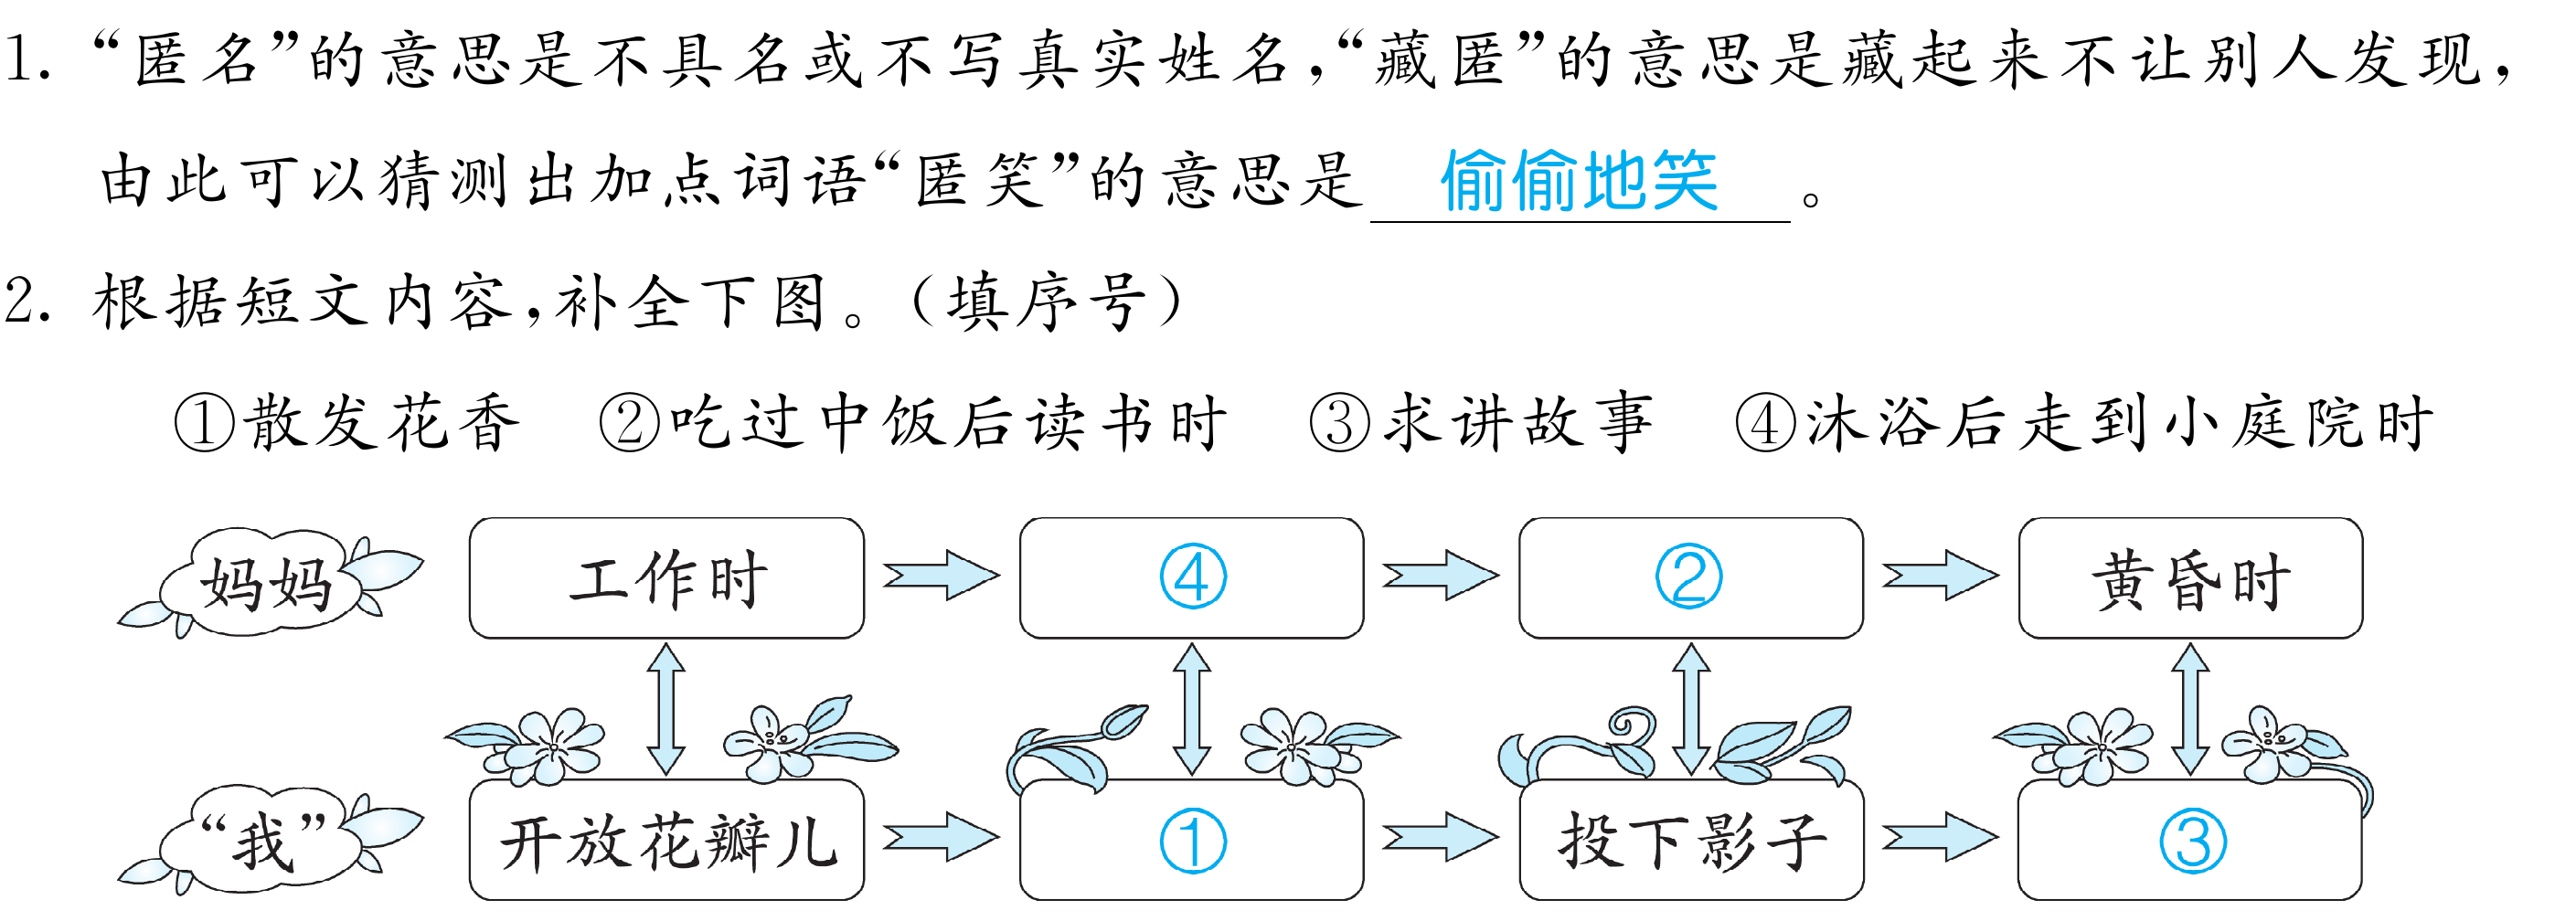 1. “匿名”的意思是不具名或不写真实姓名,“藏匿”的意思是藏起来不让别人发现,
由此可以猜测出加点词语“匿笑”的意思是 偷偷地笑 。
2. 根据短文内容,补全下图。(填序号)
①散发花香 ②吃过中饭后读书时 ③求讲故事 ④沐浴后走到小庭院时
妈妈 工作时 ④ ② 黄昏时
“我” 开放花瓣儿 ① 投下影子 ③